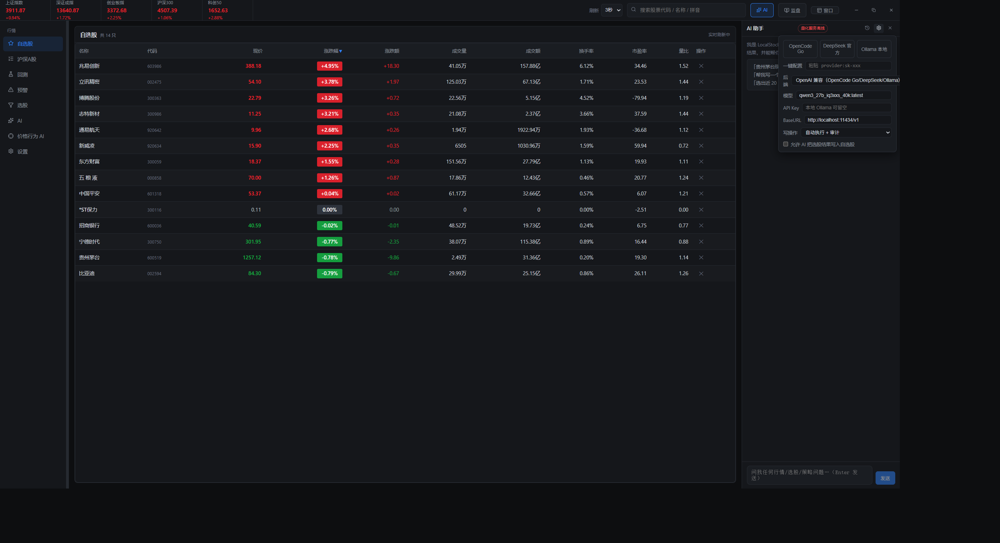 上证指数 深证成指 创业板指 沪深300 科创50
3911.87 13640.87 3372.68 4507.39 1652.63
+0.94% +1.72% +2.25% +1.06% +2.88%
刷新 3秒 搜索股票代码 / 名称 / 拼音 AI 监盘 窗口
行情
自选股
沪深A股
回测
预警
选股
AI
价格行为 AI
设置
自选股 共 14 只 实时刷新中
名称 代码 现价 涨跌幅▼ 涨跌额 成交量 成交额 换手率 市盈率 量比 操作
兆易创新 603986 388.18 +4.95% +18.30 41.05万 157.88亿 6.12% 34.46 1.52
立讯精密 002475 54.10 +3.78% +1.97 125.03万 67.13亿 1.71% 23.53 1.44
博腾股份 300363 22.79 +3.26% +0.72 22.56万 5.15亿 4.52% -79.94 1.19
志特新材 300986 11.25 +3.21% +0.35 21.08万 2.37亿 3.66% 37.59 1.44
通易航天 920642 9.96 +2.68% +0.26 1.94万 1922.94万 1.93% -36.68 1.12
新威凌 920634 15.90 +2.25% +0.35 6505 1030.96万 1.59% 59.94 0.72
东方财富 300059 18.37 +1.55% +0.28 151.56万 27.79亿 1.13% 19.93 1.11
五 粮 液 000858 70.00 +1.26% +0.87 17.86万 12.43亿 0.46% 20.77 1.24
中国平安 601318 53.37 +0.04% +0.02 61.17万 32.66亿 0.57% 6.07 1.21
*ST保力 300116 0.11 0.00% 0.00 0 0 0.00% -2.51 0.00
招商银行 600036 40.59 -0.02% -0.01 48.52万 19.73亿 0.24% 6.75 0.77
宁德时代 300750 301.95 -0.77% -2.35 38.07万 115.38亿 0.89% 16.44 0.88
贵州茅台 600519 1257.12 -0.78% -9.86 2.49万 31.36亿 0.20% 19.30 1.14
比亚迪 002594 84.30 -0.79% -0.67 29.99万 25.15亿 0.86% 26.11 1.26
AI 助手 量化服务离线
我是 LocalStoc
结果，并能帮你
「贵州茅台现
「帮我写一个
「选出近 20
OpenCode
Go
DeepSeek 官
方
Ollama 本地
一键配置 粘贴 provider:sk-xxx
后
端
OpenAI 兼容（OpenCode Go/DeepSeek/Ollama）
模型 qwen3_27b_iq3xxs_40k:latest
API Key 本地 Ollama 可留空
BaseURL http://localhost:11434/v1
写操作 自动执行 + 审计
允许 AI 把选股结果写入自选股
问我任何行情/选股/策略问题…（Enter 发
送）
发送